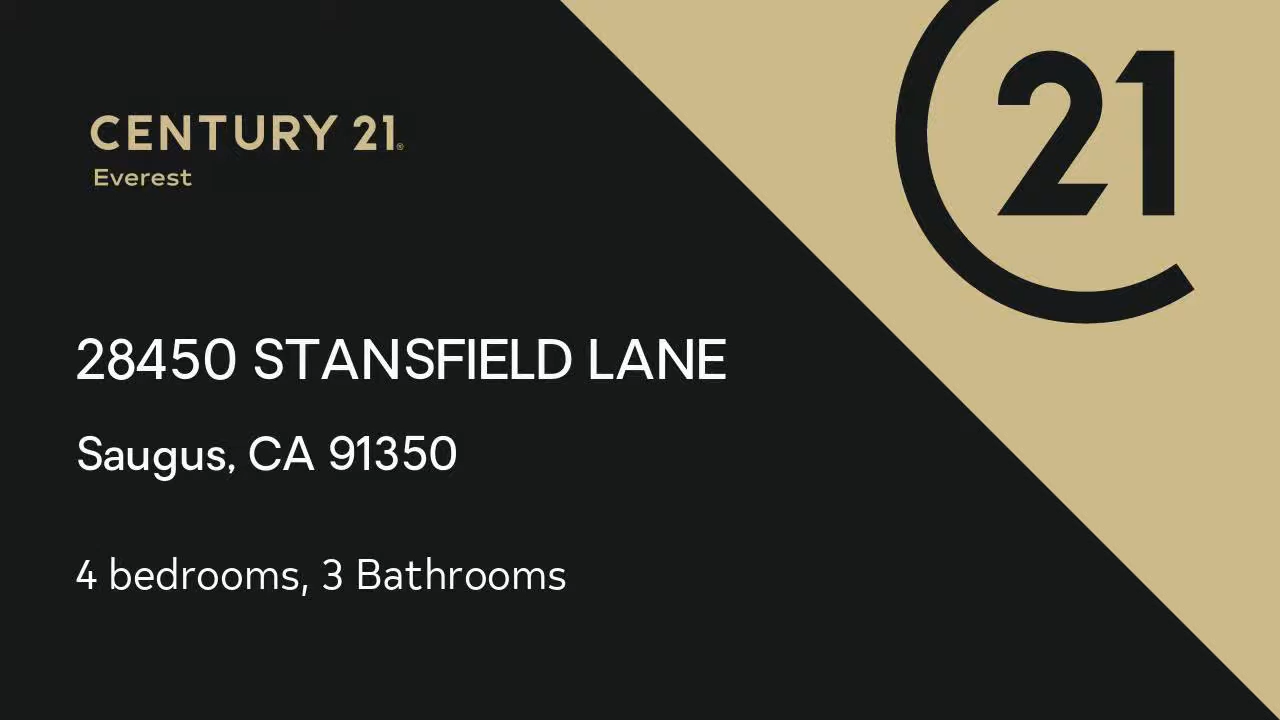 CENTURY 21®
Everest
21
28450 STANSFIELD LANE
Saugus, CA 91350
4 bedrooms, 3 Bathrooms